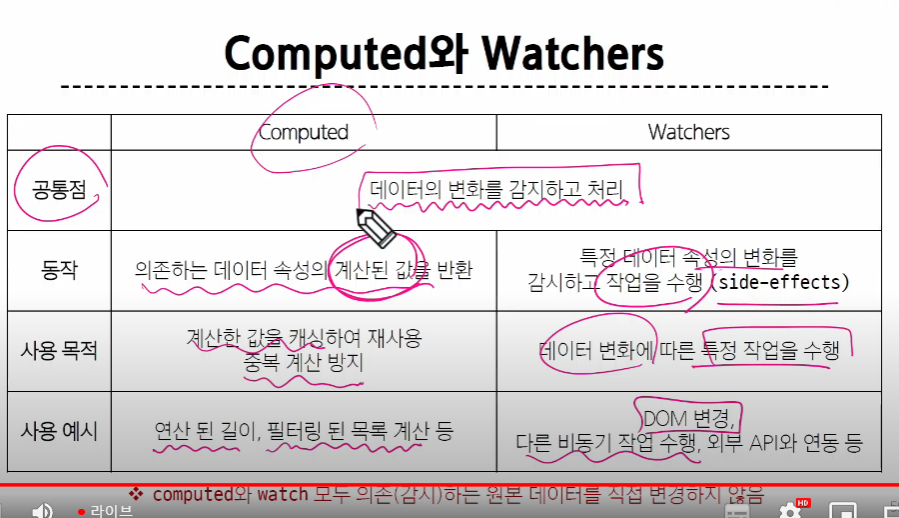 Computed와 Watchers
Computed
Watchers
공통점
데이터의 변화를 감지하고 처리
동작
의존하는 데이터 속성의 계산된 값을 반환
특정 데이터 속성의 변화를
감시하고 작업을 수행 (side-effects)
사용 목적
계산한 값을 캐싱하여 재사용
중복 계산 방지
데이터 변화에 따른 특정 작업을 수행
사용 예시
연산 된 길이, 필터링 된 목록 계산 등
DOM 변경,
다른 비동기 작업 수행, 외부 API와 연동 등
❖ computed와 watch 모두 의존(감시)하는 원본 데이터를 직접 변경하지 않음
라이브
HD